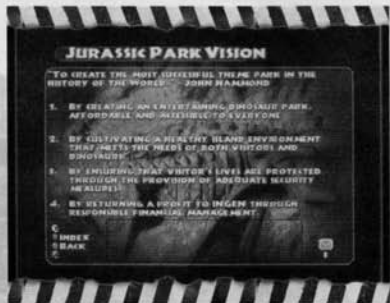 JURASSIC PARK VISION
"TO CREATE THE MOST SUCCESSFUL THEME PARK IN THE
HISTORY OF THE WORLD." - JOHN HAMMOND
1. BY CREATING AN ENTERTAINING DINOSAUR PARK,
AFFORDABLE AND ACCESSIBLE TO EVERYONE
2. BY CULTIVATING A HEALTHY ISLAND ENVIRONMENT
THAT MEETS THE NEEDS OF BOTH VISITORS AND
DINOSAURS
3. BY ENSURING THAT VISITOR'S LIVES ARE PROTECTED
THROUGH THE PROVISION OF ADEQUATE SECURITY
MEASURES
4. BY RETURNING A PROFIT TO INGEN THROUGH
RESPONSIBLE FINANCIAL MANAGEMENT.
INDEX
BACK